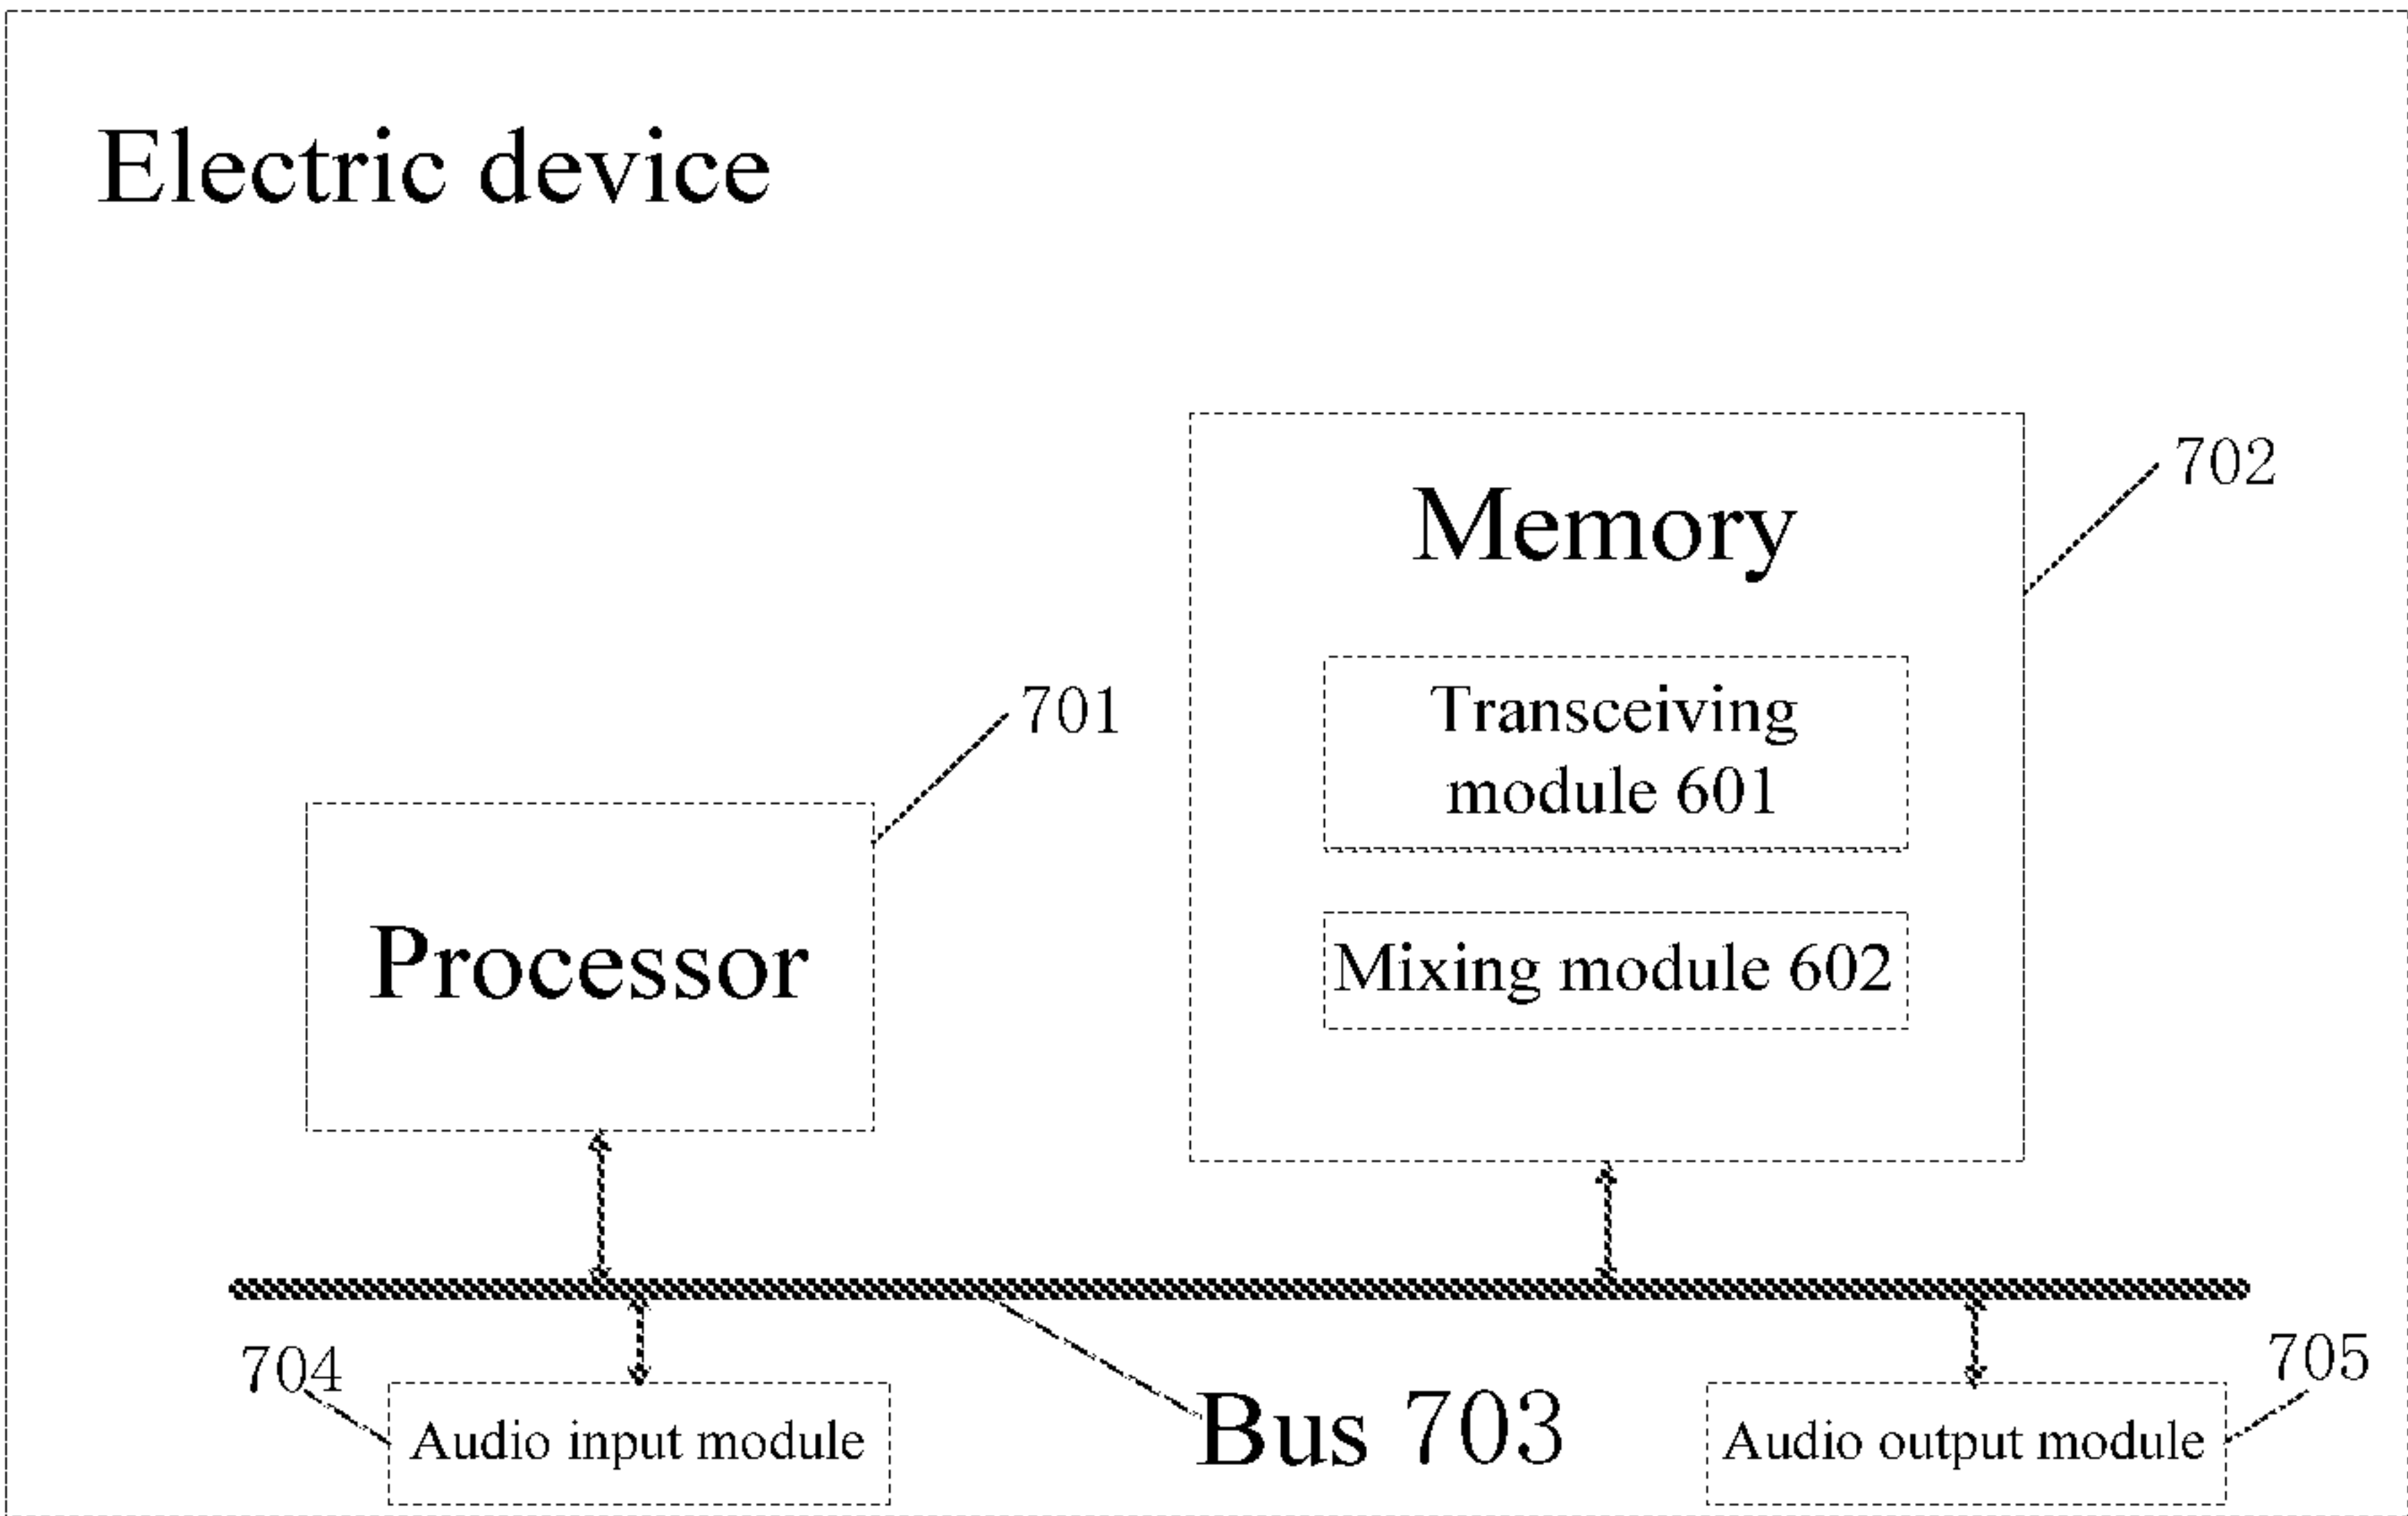 Electric device
702
Memory
Transceiving
module 601
701
Processor
Mixing module 602
704
705
Bus 703
Audio input module
Audio output module